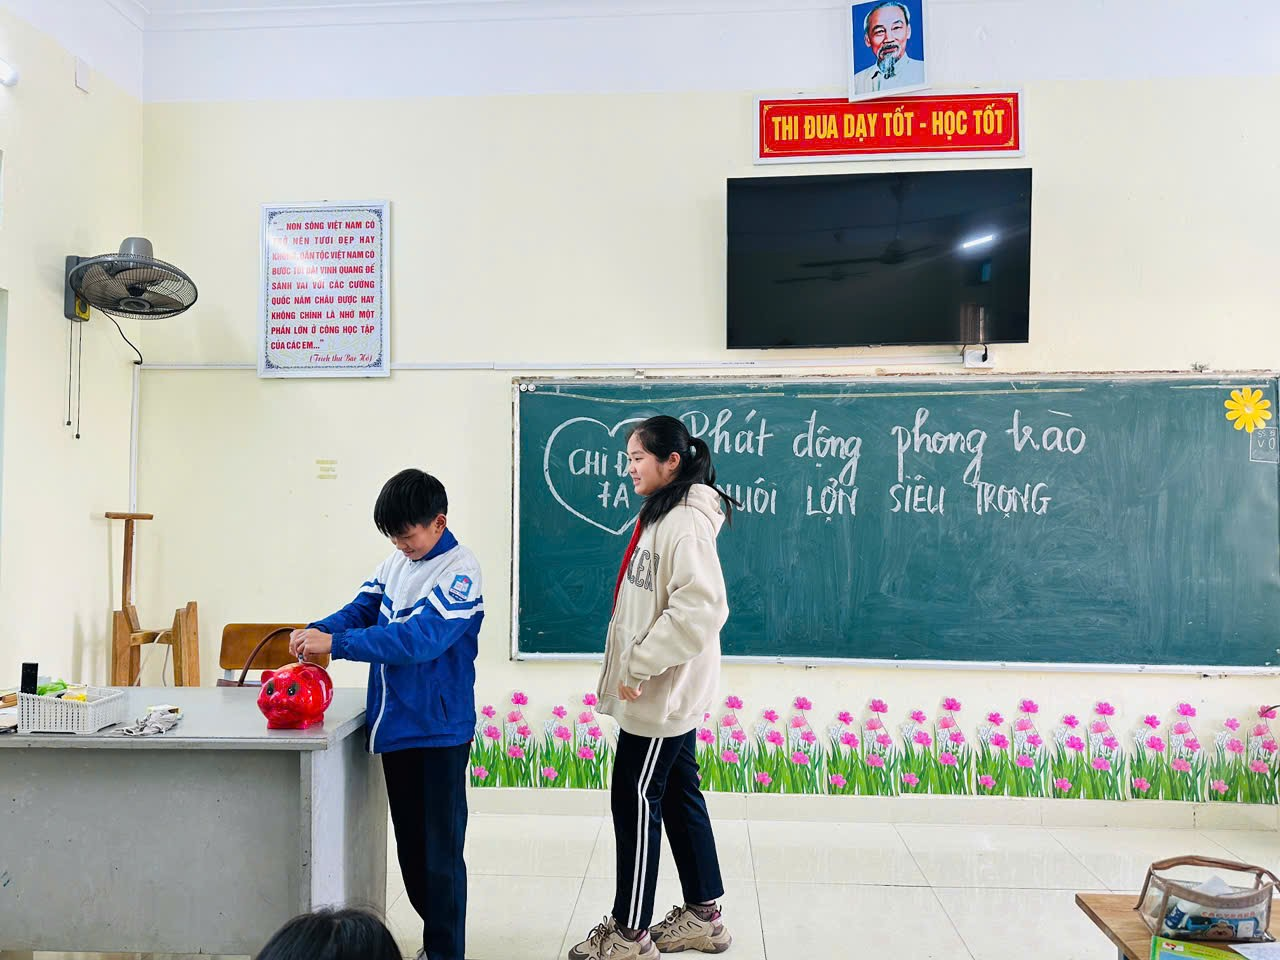 THI ĐUA DẠY TỐT - HỌC TỐT
"... NON SÔNG VIỆT NAM CÓ
TRỞ NÊN TƯƠI ĐẸP HAY
KHÔNG, DÂN TỘC VIỆT NAM CÓ
BƯỚC TỚI ĐÀI VINH QUANG ĐỂ
SÁNH VAI VỚI CÁC CƯỜNG
QUỐC NĂM CHÂU ĐƯỢC HAY
KHÔNG CHÍNH LÀ NHỜ MỘT
PHẦN LỚN Ở CÔNG HỌC TẬP
CỦA CÁC EM..."
(Trích thư Bác Hồ)
Phát động phong trào
NUÔI LỢN SIÊU TRỌNG
CHI Đ
7A
LER